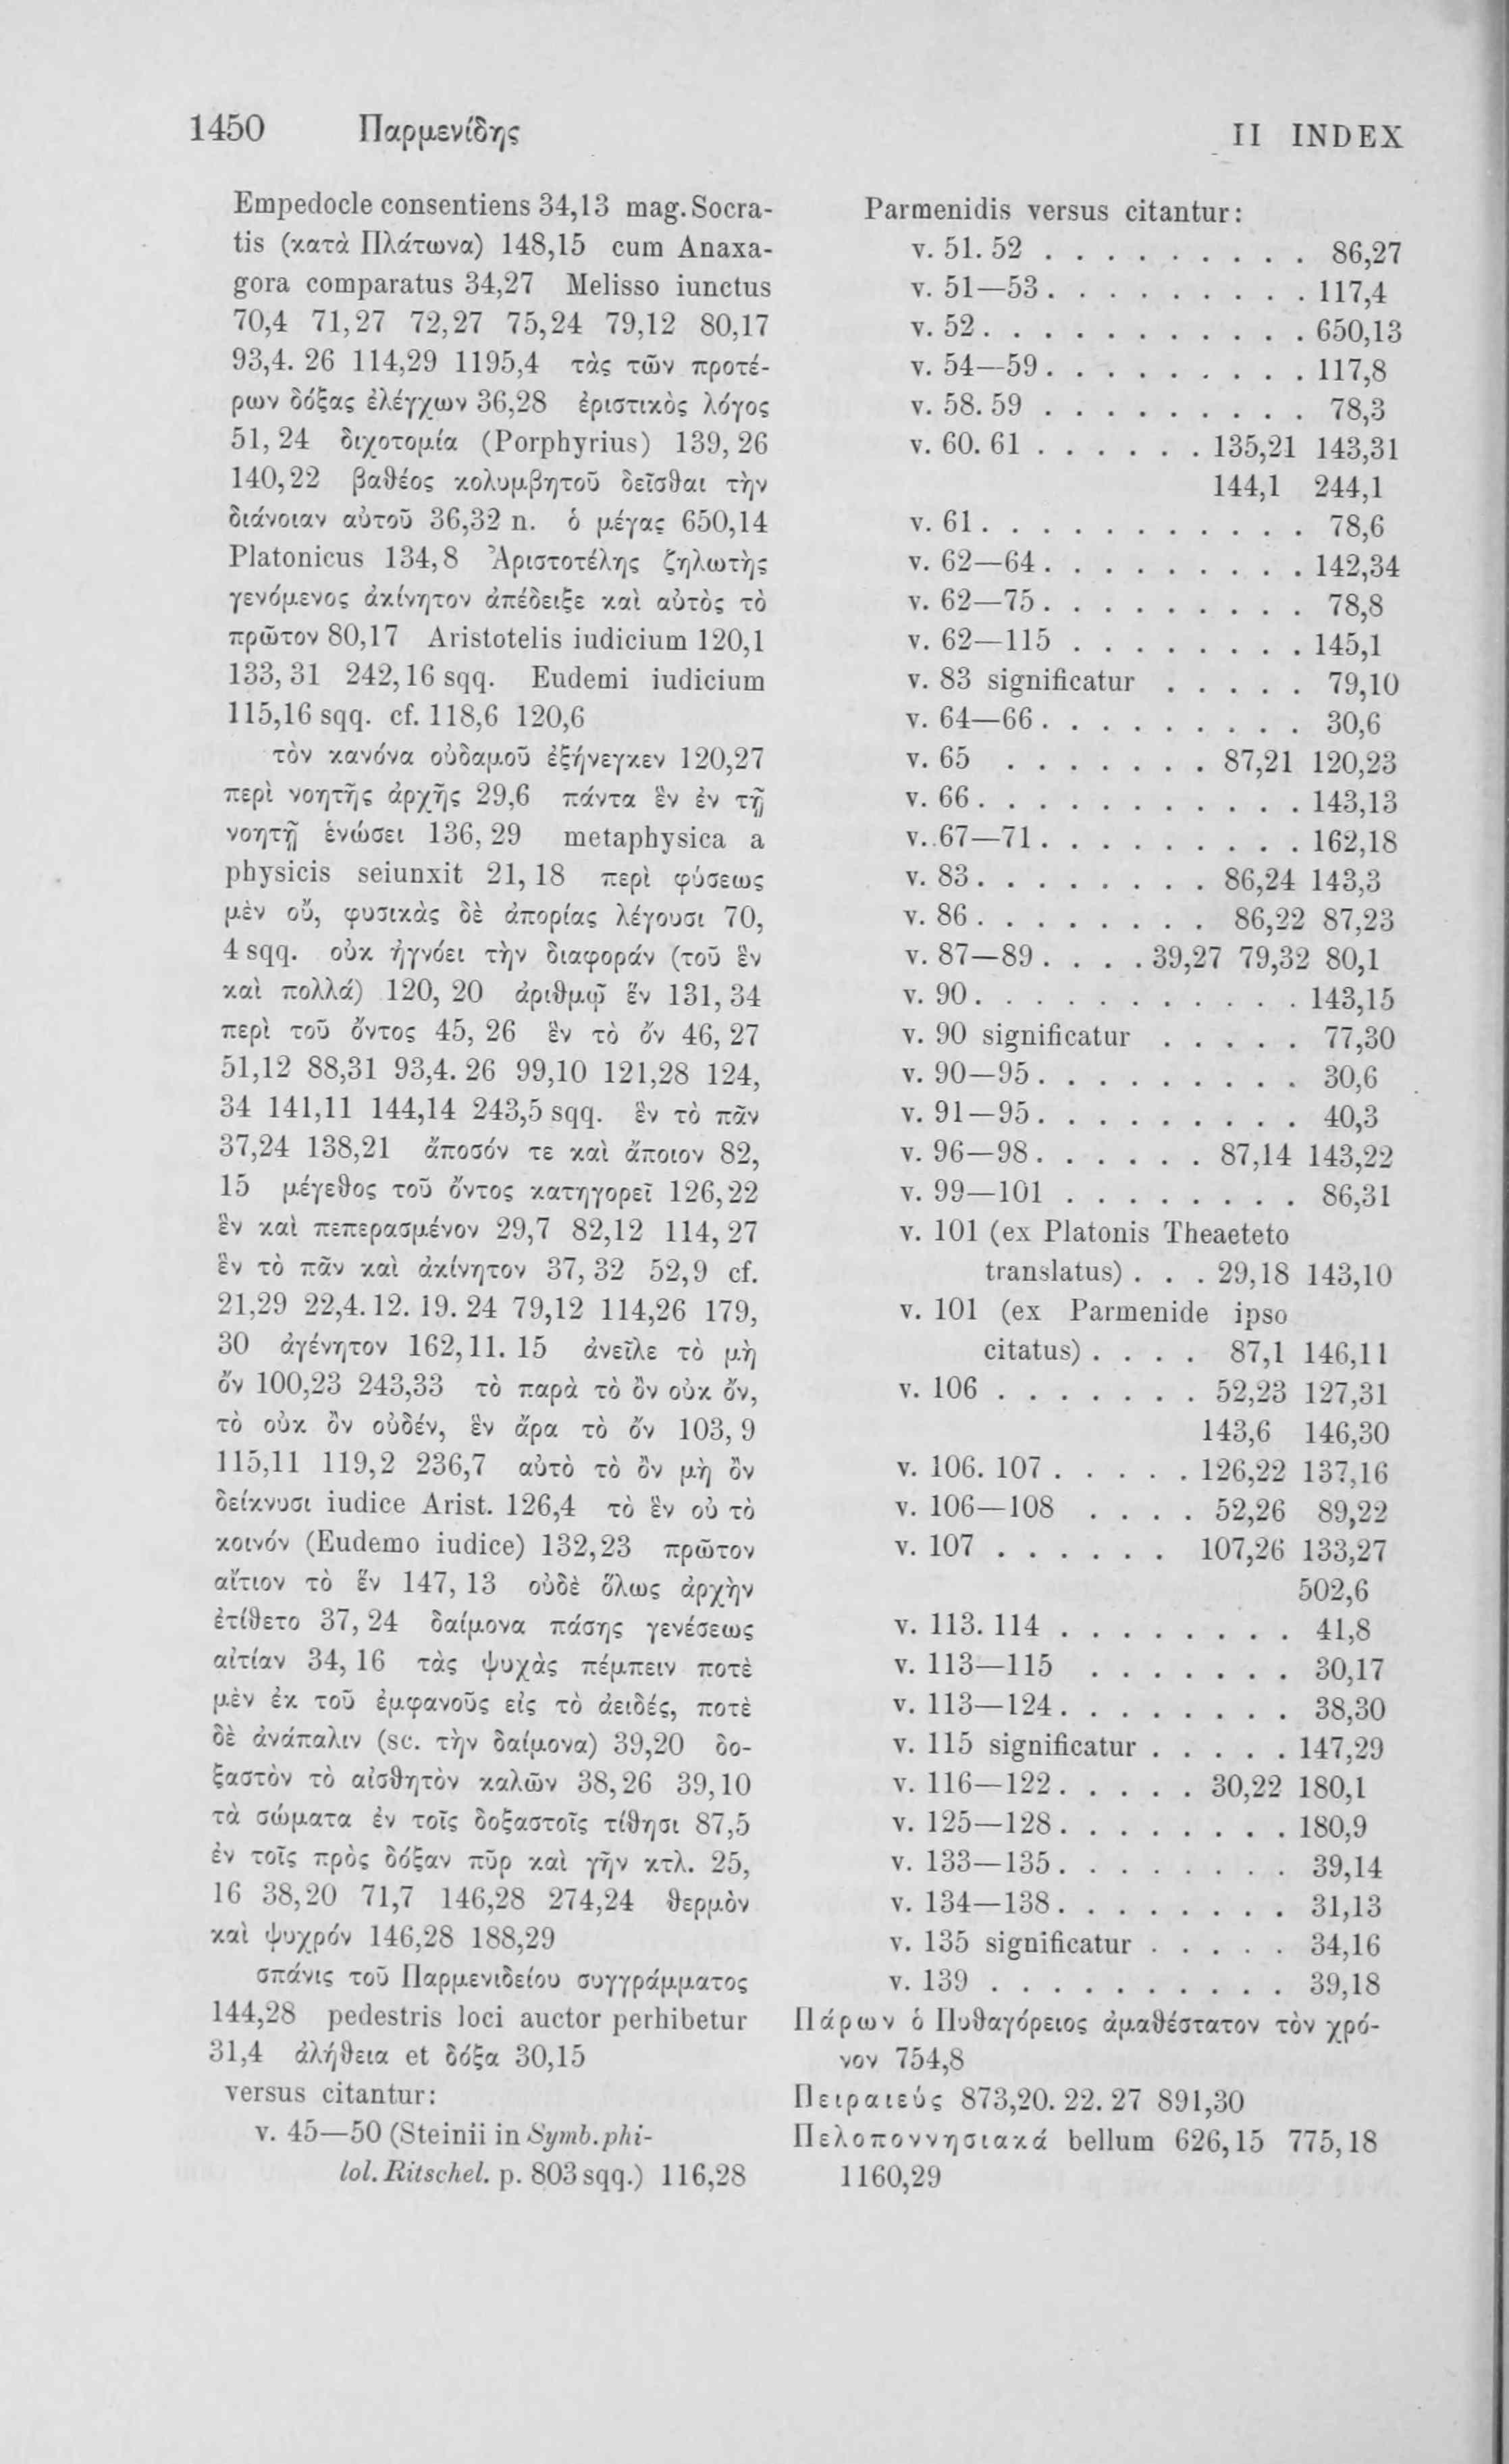 1450 Παρμενίδης II INDEX
Empedocle consentiens 34,13 mag. Socra-
tis (κατὰ Πλάτωνα) 148,15 cum Anaxa-
gora comparatus 34,27 Melisso iunctus
70,4 71,27 72,27 75,24 79,12 80,17
93,4. 26 114,29 1195,4 τὰς τῶν προτέ-
ρων δόξας ἐλέγχων 36,28 ἐριστικὸς λόγος
51, 24 διχοτομία (Porphyrius) 139, 26
140,22 βαθέος κολυμβητοῦ δεῖσθαι τὴν
διάνοιαν αὐτοῦ 36,32 n. ὁ μέγας 650,14
Platonicus 134,8 Ἀριστοτέλης ζηλωτὴς
γενόμενος ἀκίνητον ἀπέδειξε καὶ αὐτὸς τὸ
πρῶτον 80,17 Aristotelis iudicium 120,1
133, 31 242, 16 sqq. Eudemi iudicium
115,16 sqq. cf. 118,6 120,6
τὸν κανόνα οὐδαμοῦ ἐξήνεγκεν 120,27
περὶ νοητῆς ἀρχῆς 29,6 πάντα ἓν ἐν τῇ
νοητῇ ἑνώσει 136, 29 metaphysica a
physicis seiunxit 21, 18 περὶ φύσεως
μὲν οὔ, φυσικὰς δὲ ἀπορίας λέγουσι 70,
4 sqq. οὐκ ἠγνόει τὴν διαφοράν (τοῦ ἓν
καὶ πολλά) 120, 20 ἀριθμῷ ἕν 131, 34
περὶ τοῦ ὄντος 45, 26 ἓν τὸ ὄν 46, 27
51,12 88,31 93,4. 26 99,10 121,28 124,
34 141,11 144,14 243,5 sqq. ἓν τὸ πᾶν
37,24 138,21 ἄποσόν τε καὶ ἄποιον 82,
15 μέγεθος τοῦ ὄντος κατηγορεῖ 126,22
ἓν καὶ πεπερασμένον 29,7 82,12 114, 27
ἓν τὸ πᾶν καὶ ἀκίνητον 37, 32 52,9 cf.
21,29 22,4. 12. 19. 24 79,12 114,26 179,
30 ἀγένητον 162, 11. 15 ἀνεῖλε τὸ μὴ
ὄν 100,23 243,33 τὸ παρὰ τὸ ὂν οὐκ ὄν,
τὸ οὐκ ὂν οὐδέν, ἓν ἄρα τὸ ὄν 103, 9
115,11 119,2 236,7 αὐτὸ τὸ ὂν μὴ ὂν
δείκνυσι iudice Arist. 126,4 τὸ ἓν οὐ τὸ
κοινόν (Eudemo iudice) 132,23 πρῶτον
αἴτιον τὸ ἕν 147, 13 οὐδὲ ὅλως ἀρχὴν
ἐτίθετο 37, 24 δαίμονα πάσης γενέσεως
αἰτίαν 34, 16 τὰς ψυχὰς πέμπειν ποτὲ
μὲν ἐκ τοῦ ἐμφανοῦς εἰς τὸ ἀειδές, ποτὲ
δὲ ἀνάπαλιν (sc. τὴν δαίμονα) 39,20 δο-
ξαστὸν τὸ αἰσθητὸν καλῶν 38,26 39,10
τὰ σώματα ἐν τοῖς δοξαστοῖς τίθησι 87,5
ἐν τοῖς πρὸς δόξαν πῦρ καὶ γῆν κτλ. 25,
16 38,20 71,7 146,28 274,24 θερμὸν
καὶ ψυχρόν 146,28 188,29
σπάνις τοῦ Παρμενιδείου συγγράμματος
144,28 pedestris loci auctor perhibetur
31,4 ἀλήθεια et δόξα 30,15
versus citantur:
v. 45—50 (Steinii in Symb. phi-
lol. Ritschel. p. 803 sqq.) 116,28
Parmenidis versus citantur:
v. 51. 52 . . . . . . . . . . 86,27
v. 51—53 . . . . . . . . . . 117,4
v. 52 . . . . . . . . . . . . 650,13
v. 54—59 . . . . . . . . . . 117,8
v. 58. 59 . . . . . . . . . . 78,3
v. 60. 61 . . . . . . 135,21 143,31
144,1 244,1
v. 61 . . . . . . . . . . . . 78,6
v. 62—64 . . . . . . . . . . 142,34
v. 62—75 . . . . . . . . . . 78,8
v. 62—115 . . . . . . . . . 145,1
v. 83 significatur . . . . . 79,10
v. 64—66 . . . . . . . . . . 30,6
v. 65 . . . . . . . 87,21 120,23
v. 66 . . . . . . . . . . . . 143,13
v. 67—71 . . . . . . . . . . 162,18
v. 83 . . . . . . . . 86,24 143,3
v. 86 . . . . . . . . 86,22 87,23
v. 87—89 . . . . 39,27 79,32 80,1
v. 90 . . . . . . . . . . . . 143,15
v. 90 significatur . . . . . 77,30
v. 90—95 . . . . . . . . . . 30,6
v. 91—95 . . . . . . . . . . 40,3
v. 96—98 . . . . . . 87,14 143,22
v. 99—101 . . . . . . . . . 86,31
v. 101 (ex Platonis Theaeteto
translatus) . . . 29,18 143,10
v. 101 (ex Parmenide ipso
citatus) . . . . 87,1 146,11
v. 106 . . . . . . . 52,23 127,31
143,6 146,30
v. 106. 107 . . . . . 126,22 137,16
v. 106—108 . . . . 52,26 89,22
v. 107 . . . . . . 107,26 133,27
502,6
v. 113. 114 . . . . . . . . 41,8
v. 113—115 . . . . . . . 30,17
v. 113—124 . . . . . . . . 38,30
v. 115 significatur . . . . . 147,29
v. 116—122 . . . . . 30,22 180,1
v. 125—128 . . . . . . . . 180,9
v. 133—135 . . . . . . . . 39,14
v. 134—138 . . . . . . . . 31,13
v. 135 significatur . . . . . 34,16
v. 139 . . . . . . . . . . 39,18
Πάρων ὁ Πυθαγόρειος ἀμαθέστατον τὸν χρό-
νον 754,8
Πειραιεύς 873,20. 22. 27 891,30
Πελοποννησιακά bellum 626,15 775,18
1160,29